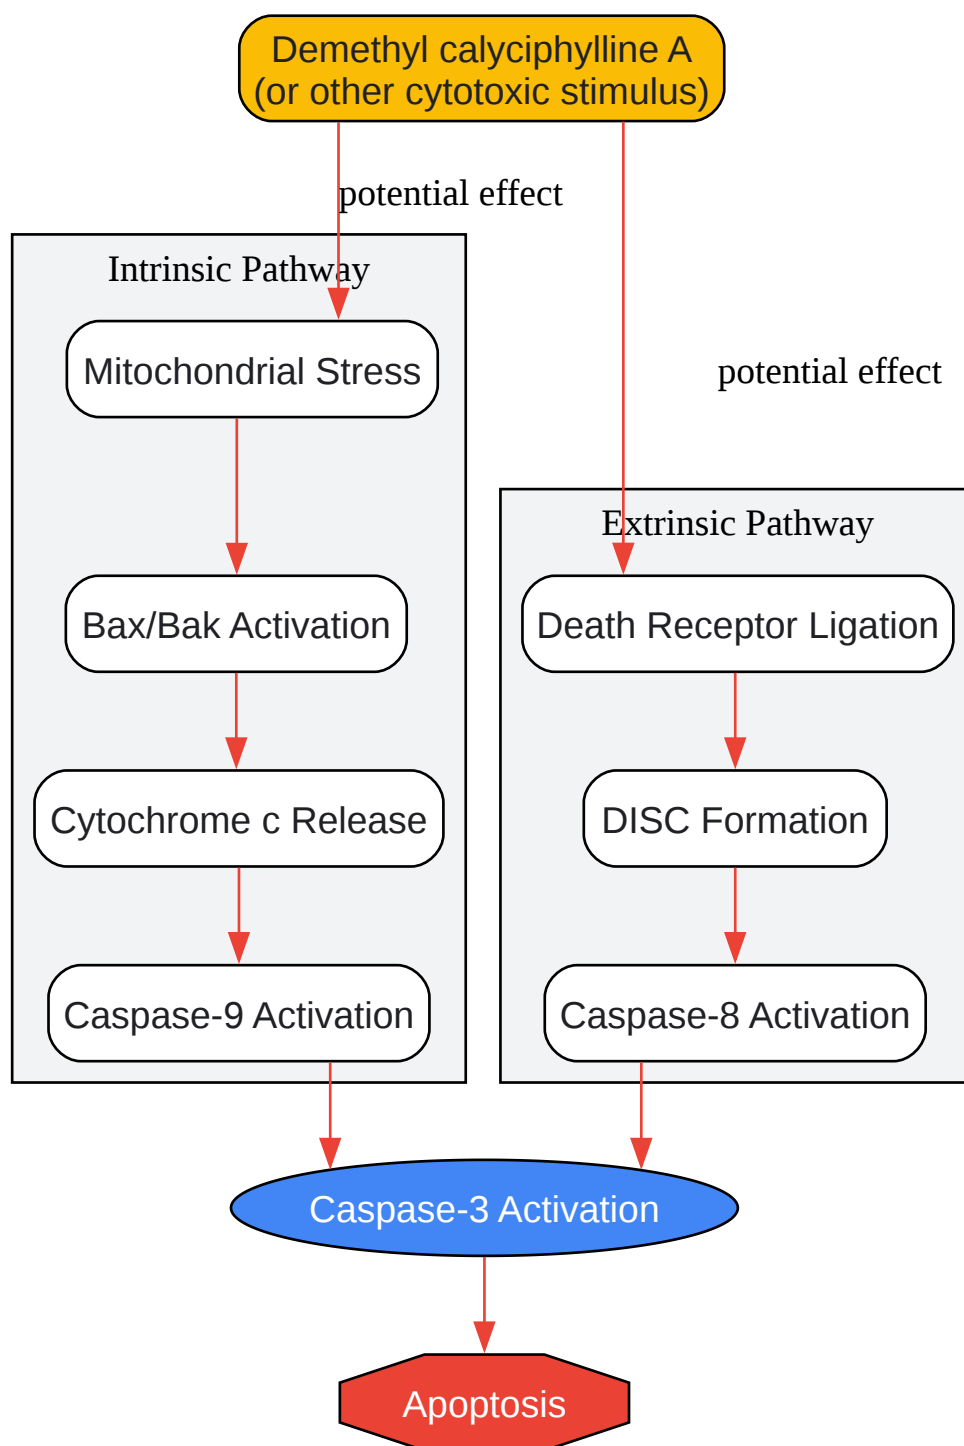 Demethyl calyciphylline A
(or other cytotoxic stimulus)
potential effect
Intrinsic Pathway
Mitochondrial Stress
potential effect
Extrinsic Pathway
Bax/Bak Activation
Death Receptor Ligation
Cytochrome c Release
DISC Formation
Caspase-9 Activation
Caspase-8 Activation
Caspase-3 Activation
Apoptosis